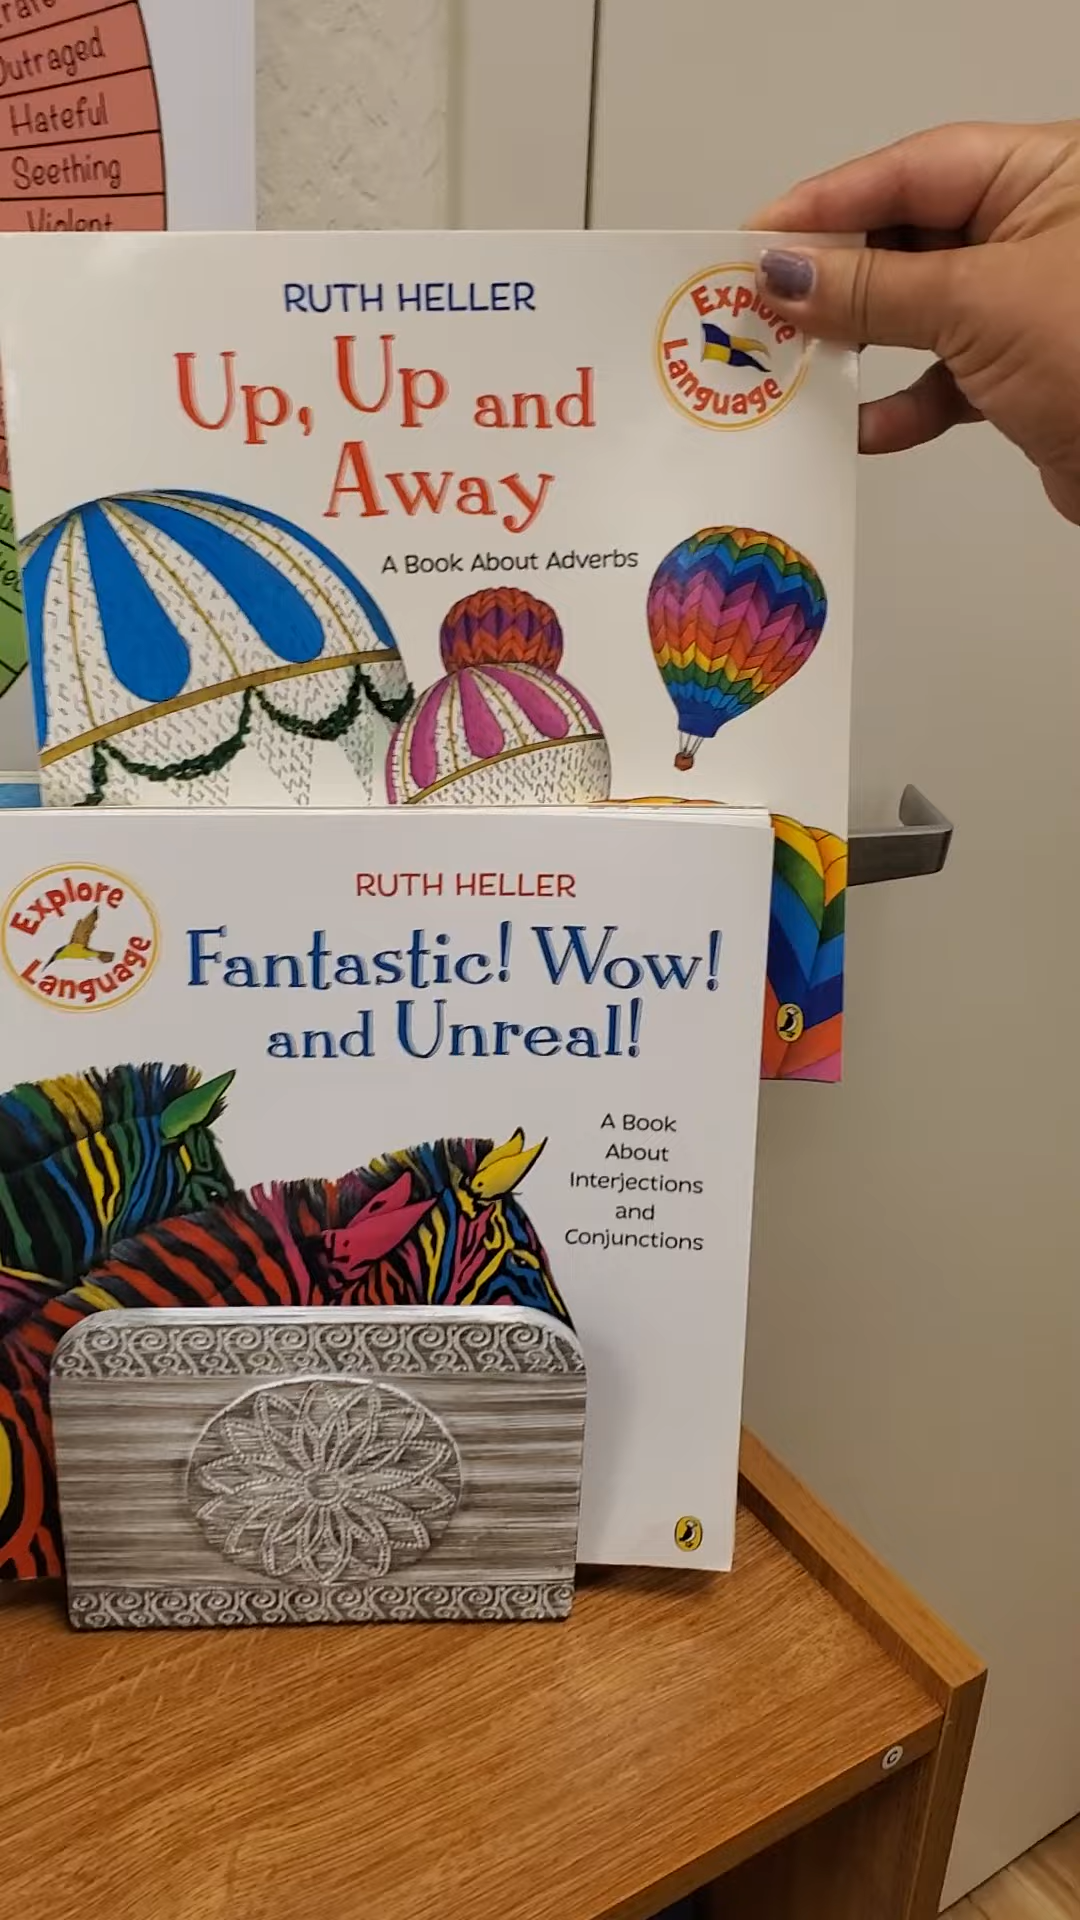 Outraged
Hateful
Seething
Violent
RUTH HELLER
Explore
Language
Up, Up and
Away
A Book About Adverbs
RUTH HELLER
Explore
Language
Fantastic! Wow!
and Unreal!
A Book
About
Interjections
and
Conjunctions
C